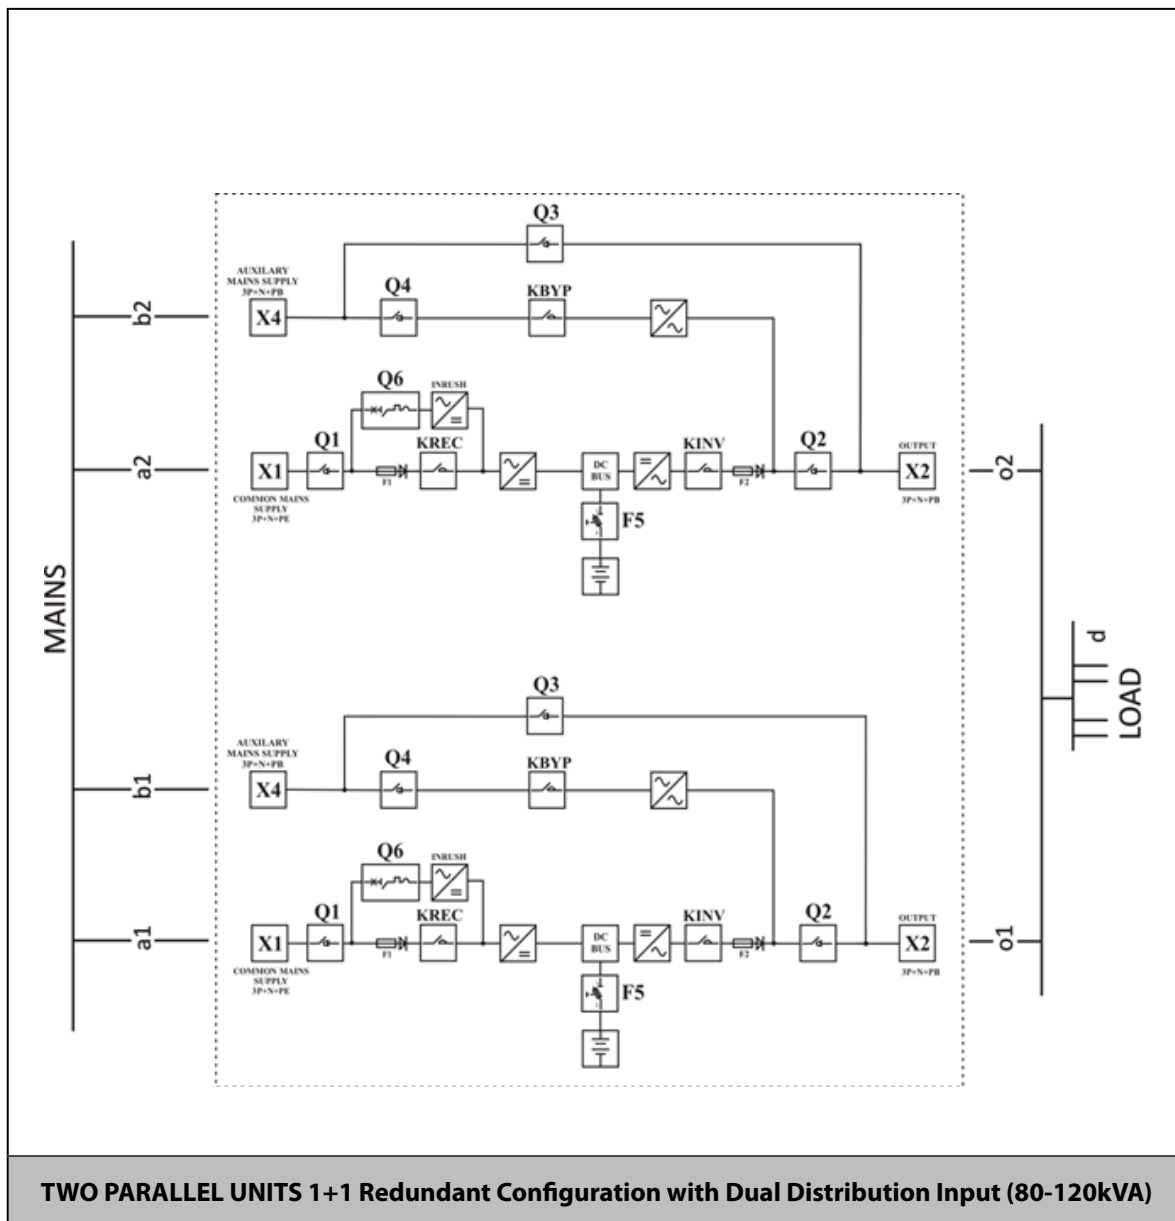 Q3
AUXILARY
MAINS SUPPLY
3P+N+PB
X4
Q4
KBYP
b2
Q6
INRUSH
Q1
KREC
KINV
Q2
OUTPUT
a2
X1
F1
DC
BUS
F2
X2
o2
COMMON MAINS
SUPPLY
3P+N+PE
3P+N+PB
F5
MAINS
d
LOAD
Q3
AUXILARY
MAINS SUPPLY
3P+N+PB
X4
Q4
KBYP
b1
Q6
INRUSH
Q1
KREC
KINV
Q2
OUTPUT
a1
X1
F1
DC
BUS
F2
X2
o1
COMMON MAINS
SUPPLY
3P+N+PE
3P+N+PB
F5
TWO PARALLEL UNITS 1+1 Redundant Configuration with Dual Distribution Input (80-120kVA)